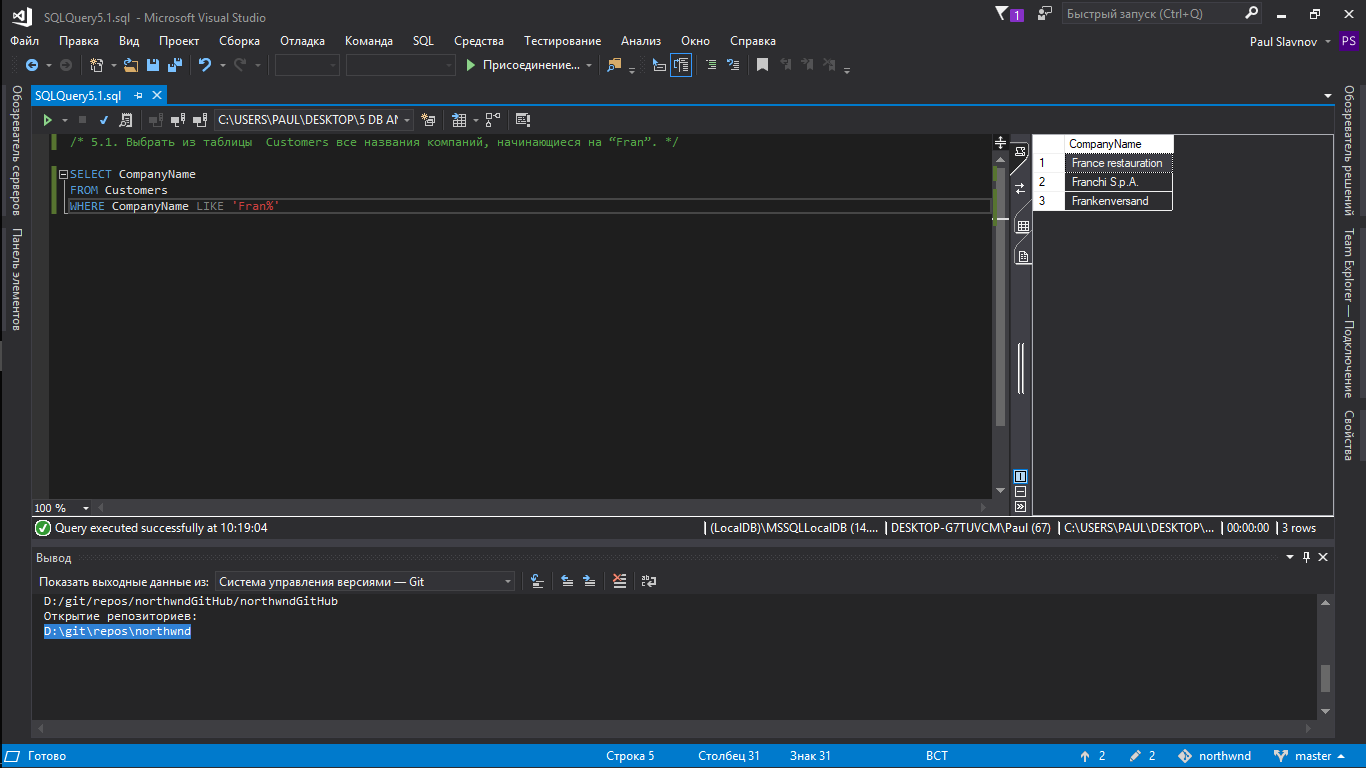 SQLQuery5.1.sql - Microsoft Visual Studio
1
Быстрый запуск (Ctrl+Q)
Файл Правка Вид Проект Сборка Отладка Команда SQL Средства Тестирование Анализ Окно Справка
Paul Slavnov PS
Присоединение...
SQLQuery5.1.sql
C:\USERS\PAUL\DESKTOP\5 DB AN
/* 5.1. Выбрать из таблицы  Customers все названия компаний, начинающиеся на “Fran”. */
SELECT CompanyName
FROM Customers
WHERE CompanyName LIKE 'Fran%'
CompanyName
1 France restauration
2 Franchi S.p.A.
3 Frankenversand
Обозреватель серверов
Панель элементов
Обозреватель решений
Team Explorer — Подключение
Свойства
100 %
Query executed successfully at 10:19:04
(LocalDB)\MSSQLLocalDB (14.... DESKTOP-G7TUVCM\Paul (67) C:\USERS\PAUL\DESKTOP\... 00:00:00 3 rows
Вывод
Показать выходные данные из: Система управления версиями — Git
D:/git/repos/northwndGitHub/northwndGitHub
Открытие репозиториев:
D:\git\repos\northwnd
Готово
Строка 5 Столбец 31 Знак 31 ВСТ 2 2 northwnd master